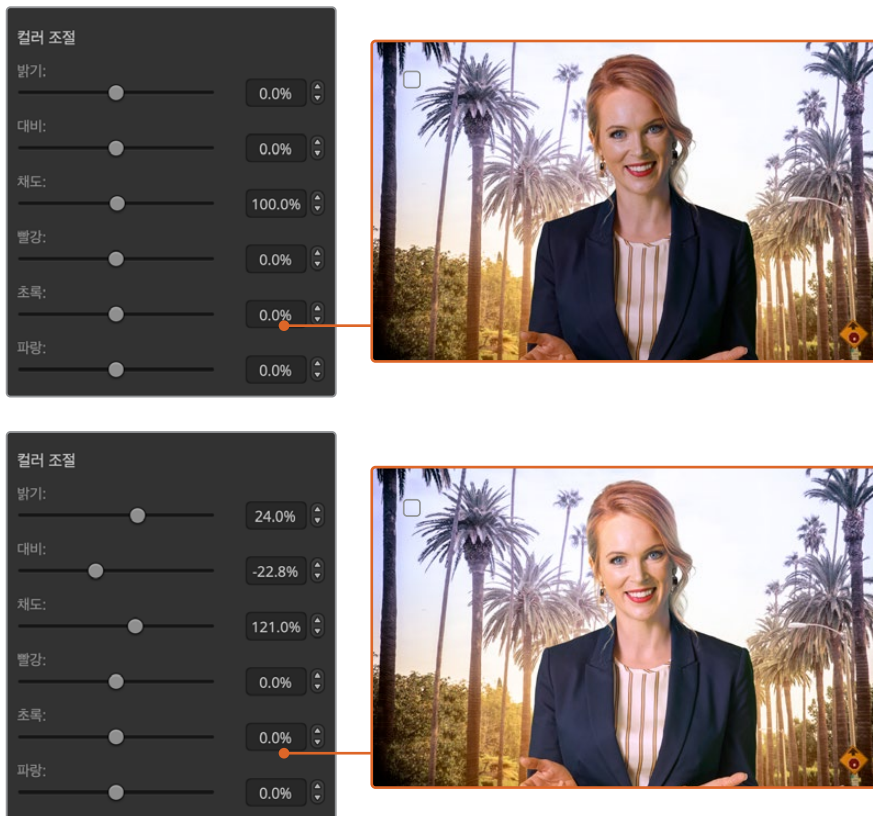 컬러 조절
밝기:
0.0%
대비:
0.0%
채도:
100.0%
빨강:
0.0%
초록:
0.0%
파랑:
0.0%
컬러 조절
밝기:
24.0%
대비:
-22.8%
채도:
121.0%
빨강:
0.0%
초록:
0.0%
파랑:
0.0%